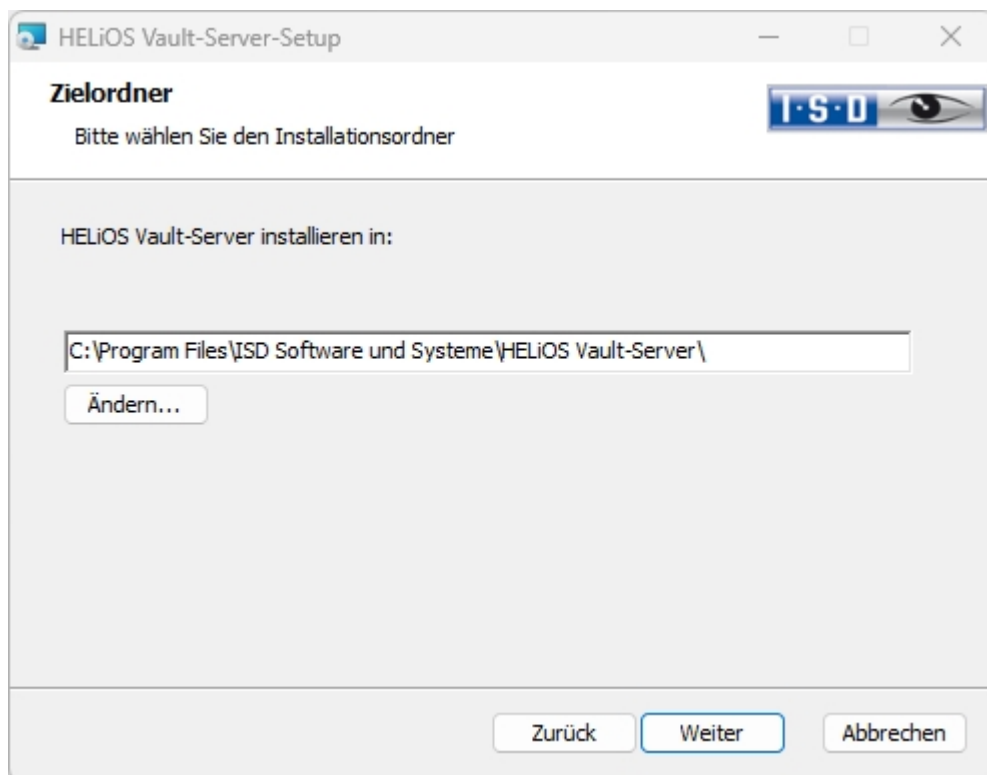 HELiOS Vault-Server-Setup
Zielordner
I·S·D
Bitte wählen Sie den Installationsordner
HELiOS Vault-Server installieren in:
C:\Program Files\ISD Software und Systeme\HELiOS Vault-Server\
Ändern...
Zurück Weiter Abbrechen